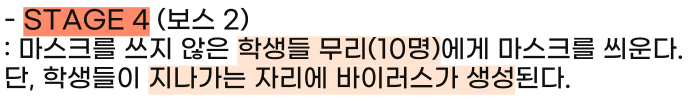 - STAGE 4 (보스 2)
: 마스크를 쓰지 않은 학생들 무리(10명)에게 마스크를 씌운다.
단, 학생들이 지나가는 자리에 바이러스가 생성된다.